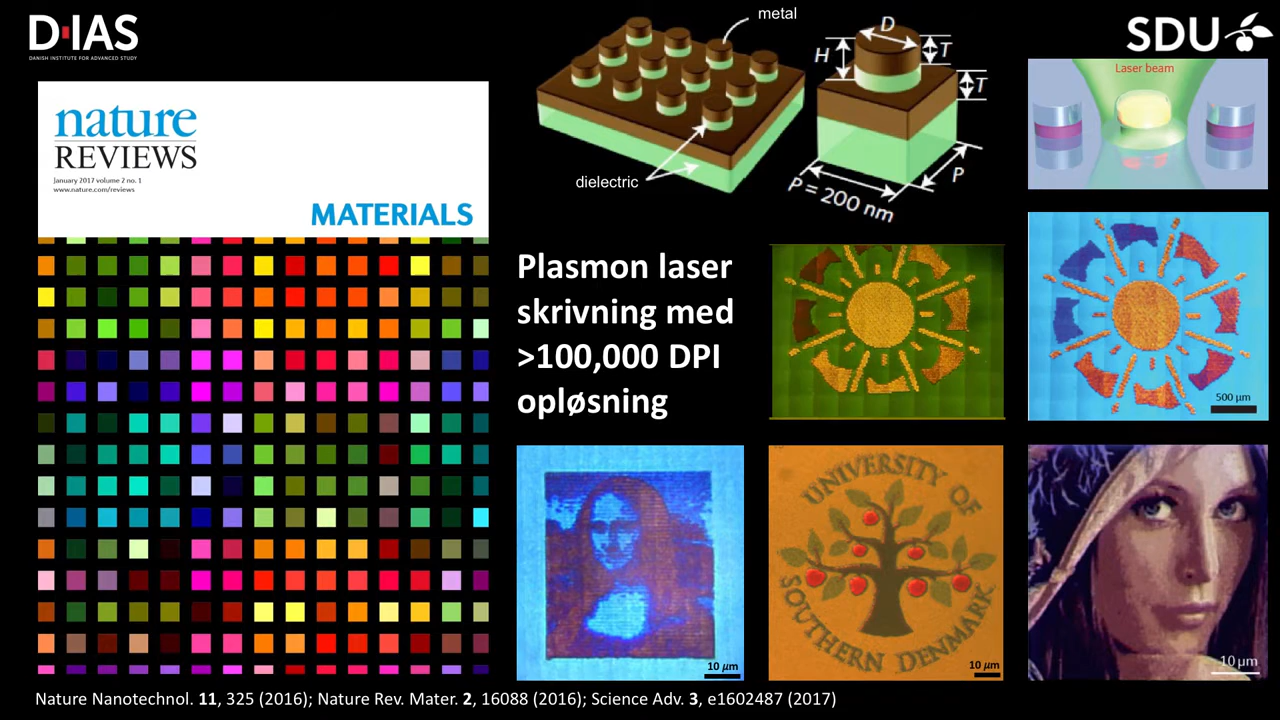 D·IAS
DANISH INSTITUTE FOR ADVANCED STUDY
SDU
nature
REVIEWS
January 2017 volume 2 no. 1
www.nature.com/reviews
MATERIALS
metal
dielectric
D
H
T
T
P
P = 200 nm
Laser beam
Plasmon laser
skrivning med
>100,000 DPI
opløsning
500 µm
10 µm
UNIVERSITY OF
SOUTHERN DENMARK
10 µm
10 µm
Nature Nanotechnol. 11, 325 (2016); Nature Rev. Mater. 2, 16088 (2016); Science Adv. 3, e1602487 (2017)